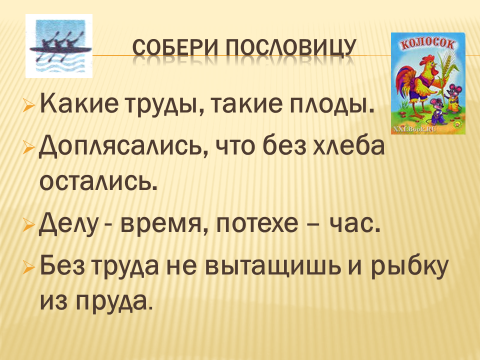 СОБЕРИ ПОСЛОВИЦУ
КОЛОСОК
Какие труды, такие плоды.
Доплясались, что без хлеба
остались.
Делу - время, потехе – час.
Без труда не вытащишь и рыбку
из пруда.